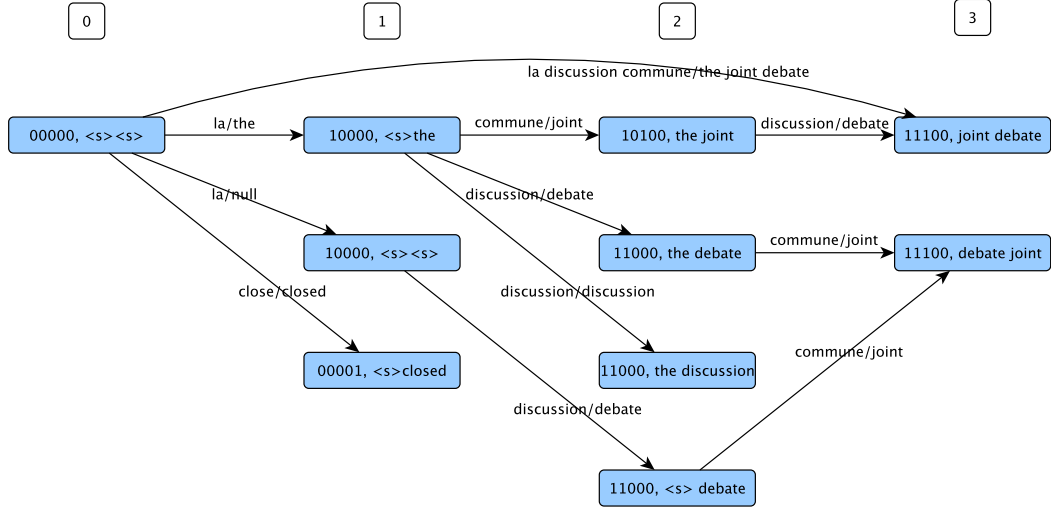 0
1
2
3
la discussion commune/the joint debate
00000, <s><s>
la/the
10000, <s>the
commune/joint
10100, the joint
discussion/debate
11100, joint debate
la/null
discussion/debate
10000, <s><s>
11000, the debate
commune/joint
11100, debate joint
close/closed
discussion/discussion
00001, <s>closed
11000, the discussion
commune/joint
discussion/debate
11000, <s> debate